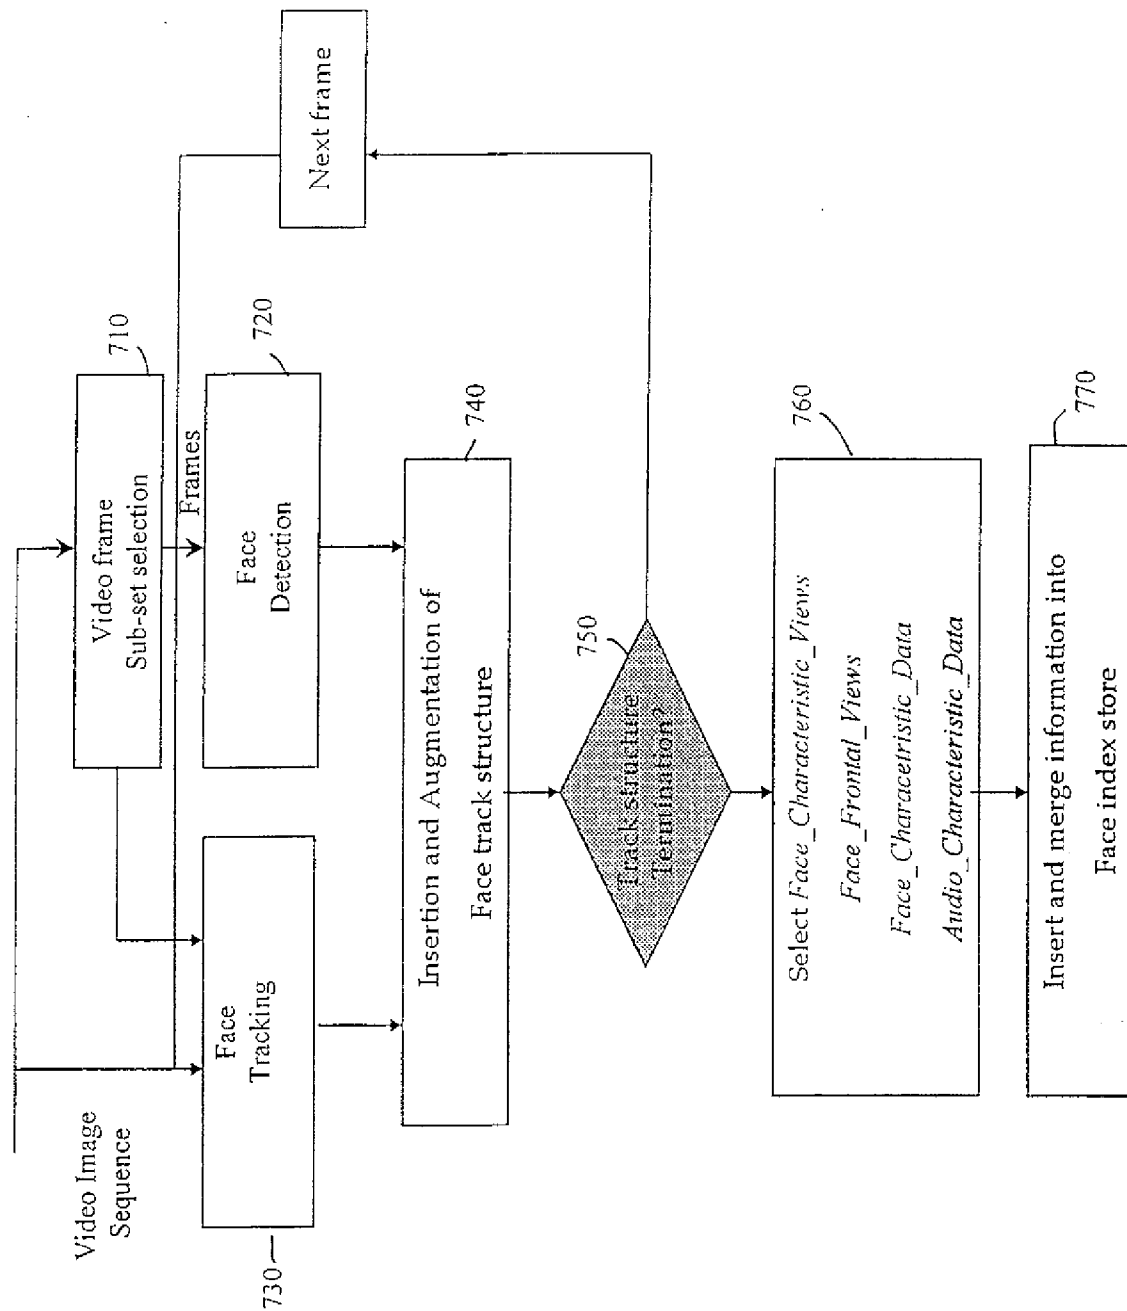 Video Image
Sequence
Video frame
Sub-set selection
710
Frames
Next frame
Face
Tracking
730
Face
Detection
720
Insertion and Augmentation of
Face track structure
740
Track structure
Termination?
750
Select Face_Characteristic_Views
Face_Frontal_Views
Face_Characetristic_Data
Audio_Characteristic_Data
760
Insert and merge information into
Face index store
770